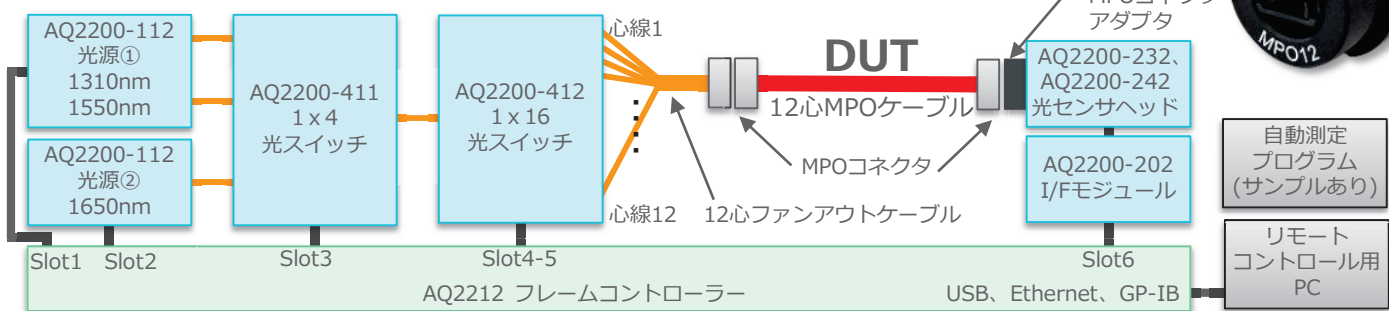 AQ2200-112
光源①
1310nm
1550nm
AQ2200-112
光源②
1650nm
AQ2200-411
1x4
光スイッチ
AQ2200-412
1x16
光スイッチ
心線1
心線12
12心ファンアウトケーブル
DUT
12心MPOケーブル
MPOコネクタ
アダプタ
MPO12
AQ2200-232、
AQ2200-242
光センサヘッド
AQ2200-202
I/Fモジュール
自動測定
プログラム
(サンプルあり)
リモート
コントロール用
PC
Slot1
Slot2
Slot3
Slot4-5
Slot6
AQ2212 フレームコントローラー
USB、Ethernet、GP-IB